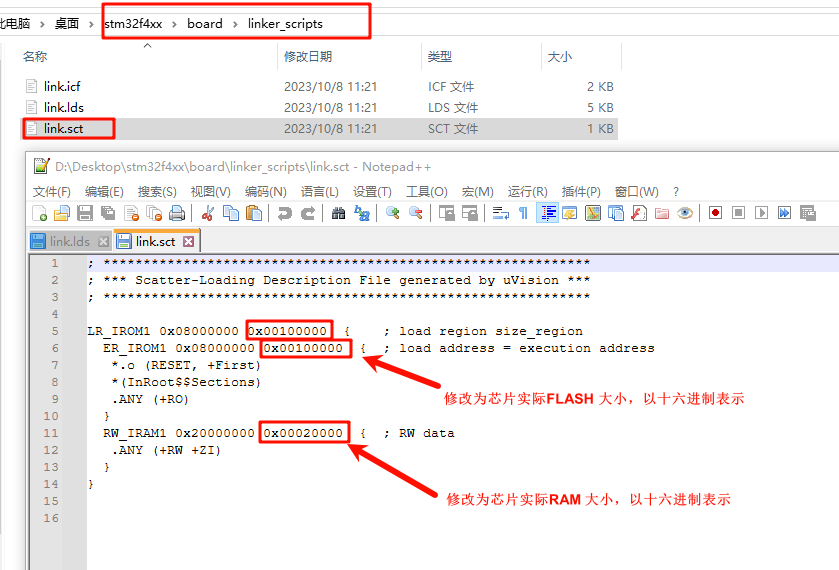 此电脑 > 桌面 > stm32f4xx > board > linker_scripts
名称 修改日期 类型 大小
link.icf 2023/10/8 11:21 ICF 文件 2 KB
link.lds 2023/10/8 11:21 LDS 文件 5 KB
link.sct 2023/10/8 11:21 SCT 文件 1 KB
D:\Desktop\stm32f4xx\board\linker_scripts\link.sct - Notepad++
文件(F) 编辑(E) 搜索(S) 视图(V) 编码(N) 语言(L) 设置(T) 工具(O) 宏(M) 运行(R) 插件(P) 窗口(W) ?
link.lds link.sct
1 ; *************************************************************
2 ; *** Scatter-Loading Description File generated by uVision ***
3 ; *************************************************************
4
5 LR_IROM1 0x08000000 0x00100000 { ; load region size_region
6 ER_IROM1 0x08000000 0x00100000 { ; load address = execution address
7 *.o (RESET, +First)
8 *(InRoot$$Sections)
9 .ANY (+RO)
修改为芯片实际FLASH 大小，以十六进制表示
10 }
11 RW_IRAM1 0x20000000 0x00020000 { ; RW data
12 .ANY (+RW +ZI)
13 }
14 }
修改为芯片实际RAM 大小，以十六进制表示
15
16